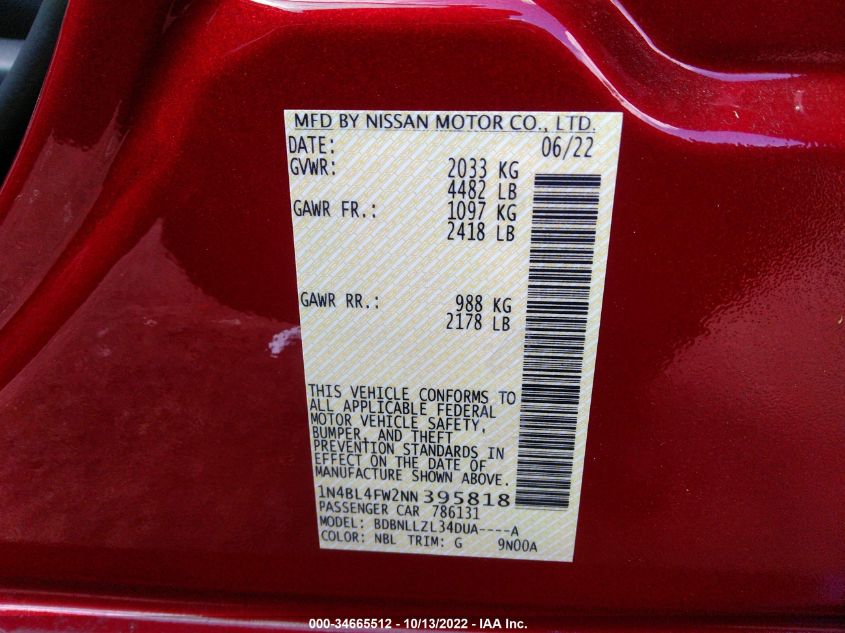 MFD BY NISSAN MOTOR CO., LTD.
DATE: 06/22
GVWR: 2033 KG
4482 LB
GAWR FR.: 1097 KG
2418 LB
GAWR RR.: 988 KG
2178 LB
THIS VEHICLE CONFORMS TO
ALL APPLICABLE FEDERAL
MOTOR VEHICLE SAFETY,
BUMPER, AND THEFT
PREVENTION STANDARDS IN
EFFECT ON THE DATE OF
MANUFACTURE SHOWN ABOVE.
1N4BL4FW2NN395818
PASSENGER CAR 786131
MODEL: BDBNLLZL34DUA----A
COLOR: NBL TRIM: G 9N00A
000-34665512 - 10/13/2022 - IAA Inc.